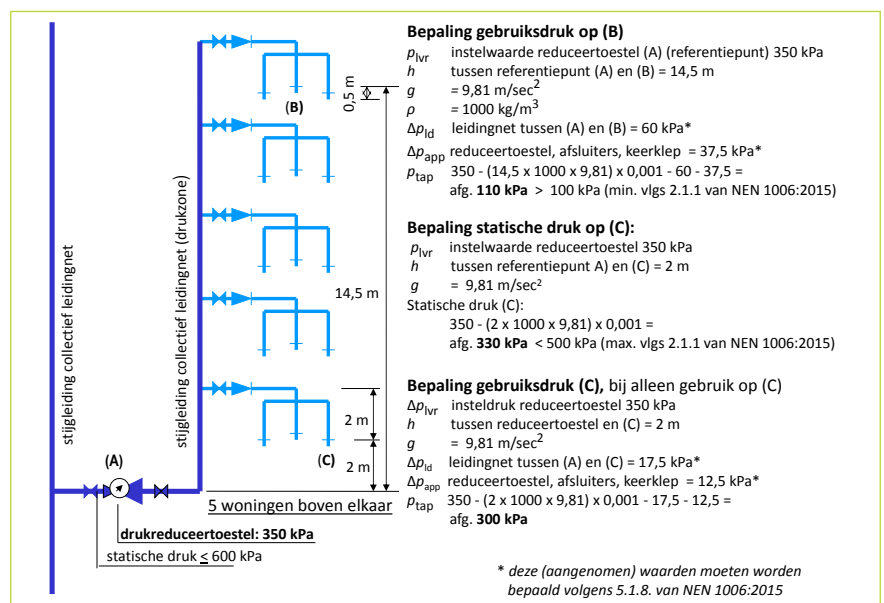 stijgleiding collectief leidingnet
stijgleiding collectief leidingnet (drukzone)
(B)
0,5 m
14,5 m
2 m
(C)
2 m
(A)
5 woningen boven elkaar
drukreduceertoestel: 350 kPa
statische druk < 600 kPa
Bepaling gebruiksdruk op (B)
plvr instelwaarde reduceertoestel (A) (referentiepunt) 350 kPa
h tussen referentiepunt (A) en (B) = 14,5 m
g = 9,81 m/sec2
ρ = 1000 kg/m3
Δpld leidingnet tussen (A) en (B) = 60 kPa*
Δpapp reduceertoestel, afsluiters, keerklep = 37,5 kPa*
ptap 350 - (14,5 x 1000 x 9,81) x 0,001 - 60 - 37,5 =
afg. 110 kPa > 100 kPa (min. vlgs 2.1.1 van NEN 1006:2015)
Bepaling statische druk op (C):
plvr instelwaarde reduceertoestel 350 kPa
h tussen referentiepunt A) en (C) = 2 m
g = 9,81 m/sec²
Statische druk (C):
350 - (2 x 1000 x 9,81) x 0,001 =
afg. 330 kPa < 500 kPa (max. vlgs 2.1.1 van NEN 1006:2015)
Bepaling gebruiksdruk (C), bij alleen gebruik op (C)
Δplvr insteldruk reduceertoestel 350 kPa
h tussen reduceertoestel en (C) = 2 m
g = 9,81 m/sec2
Δpld leidingnet tussen (A) en (C) = 17,5 kPa*
Δpapp reduceertoestel, afsluiters, keerklep = 12,5 kPa*
ptap 350 - (2 x 1000 x 9,81) x 0,001 - 17,5 - 12,5 =
afg. 300 kPa
* deze (aangenomen) waarden moeten worden
bepaald volgens 5.1.8. van NEN 1006:2015